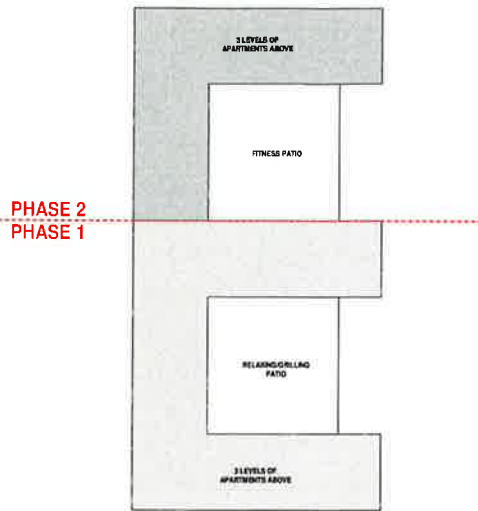 3 LEVELS OF
APARTMENTS ABOVE
FITNESS PATIO
PHASE 2
PHASE 1
RELAXING/GRILLING
PATIO
3 LEVELS OF
APARTMENTS ABOVE